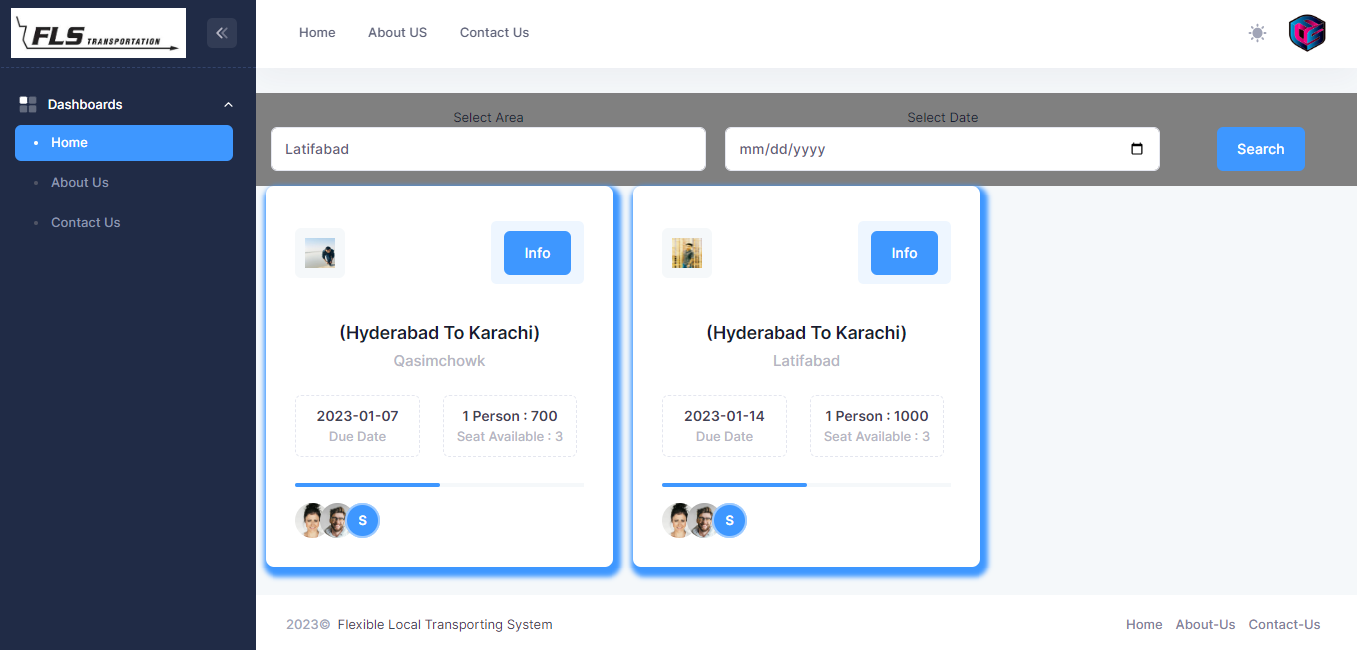 FLS TRANSPORTATION
Home About US Contact Us
Dashboards
Home
About Us
Contact Us
Select Area
Latifabad
Select Date
mm/dd/yyyy
Search
Info
(Hyderabad To Karachi)
Qasimchowk
2023-01-07
Due Date
1 Person : 700
Seat Available : 3
S
Info
(Hyderabad To Karachi)
Latifabad
2023-01-14
Due Date
1 Person : 1000
Seat Available : 3
S
2023© Flexible Local Transporting System
Home About-Us Contact-Us